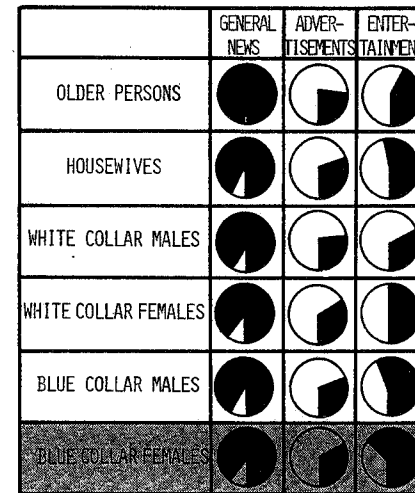 GENERAL
NEWS
ADVER-
TISEMENTS
ENTER-
TAINMEN
OLDER PERSONS
HOUSEWIVES
WHITE COLLAR MALES
WHITE COLLAR FEMALES
BLUE COLLAR MALES
BLUE COLLAR FEMALES